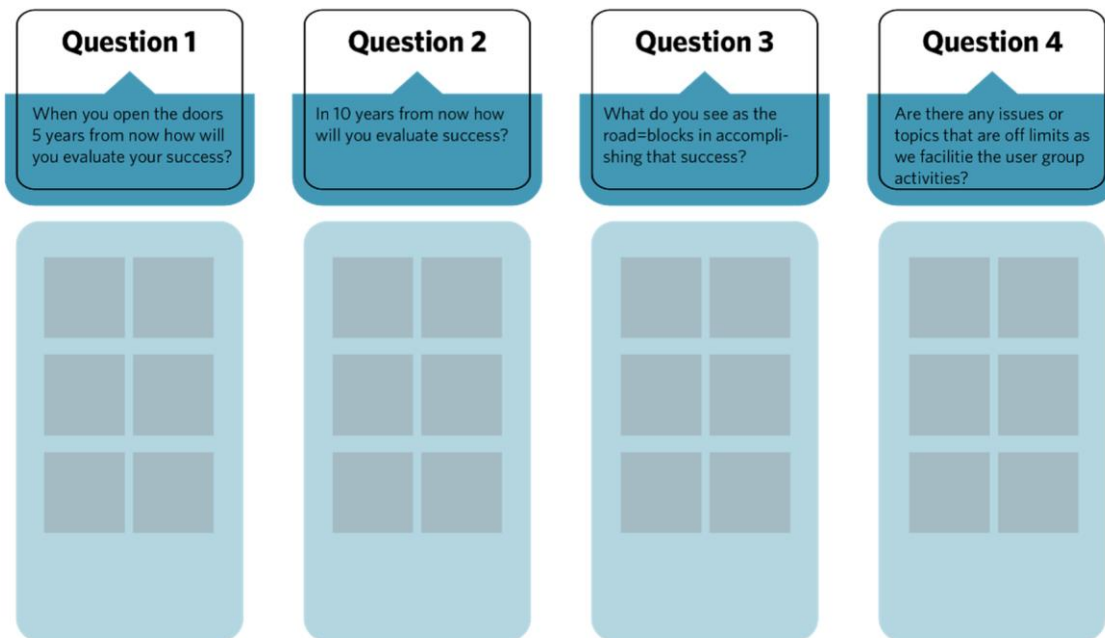 Question 1
When you open the doors
5 years from now how will
you evaluate your success?
Question 2
In 10 years from now how
will you evaluate success?
Question 3
What do you see as the
road=blocks in accompli-
shing that success?
Question 4
Are there any issues or
topics that are off limits as
we facilitie the user group
activities?